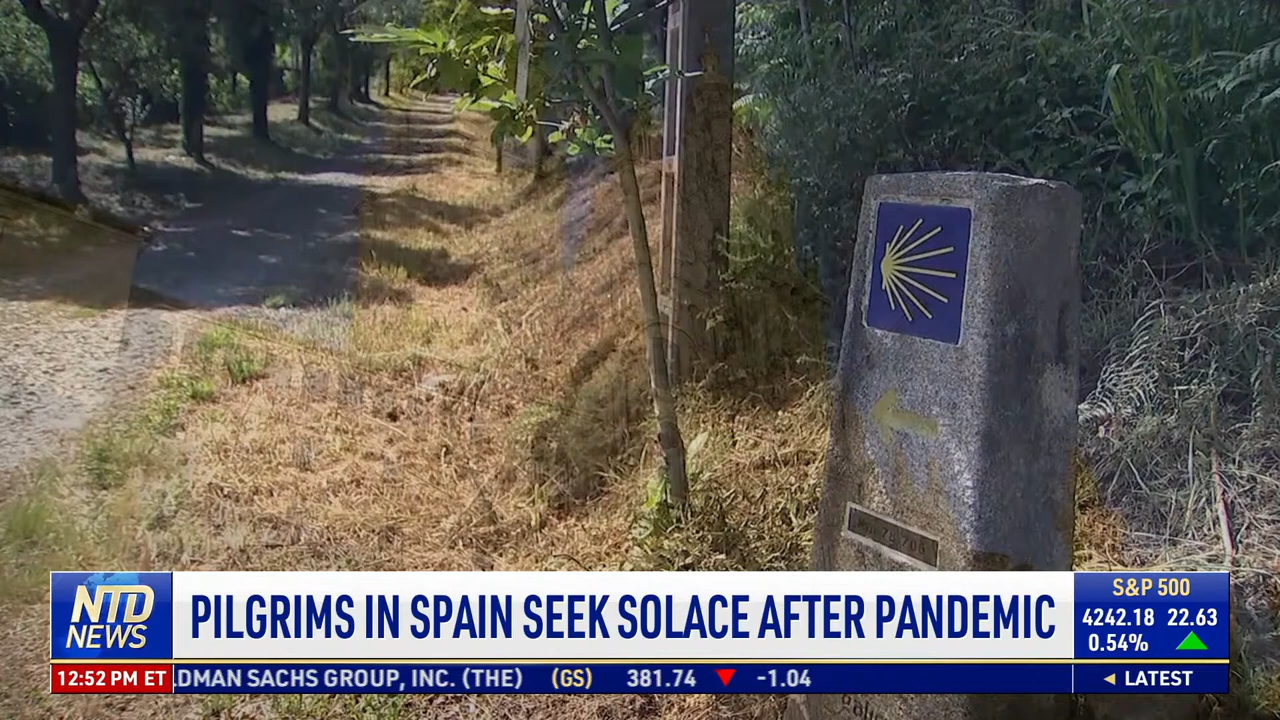 NTD
NEWS
PILGRIMS IN SPAIN SEEK SOLACE AFTER PANDEMIC
S&P 500
4242.18 22.63
0.54%
12:52 PM ET
LDMAN SACHS GROUP, INC. (THE) (GS) 381.74 -1.04
LATEST